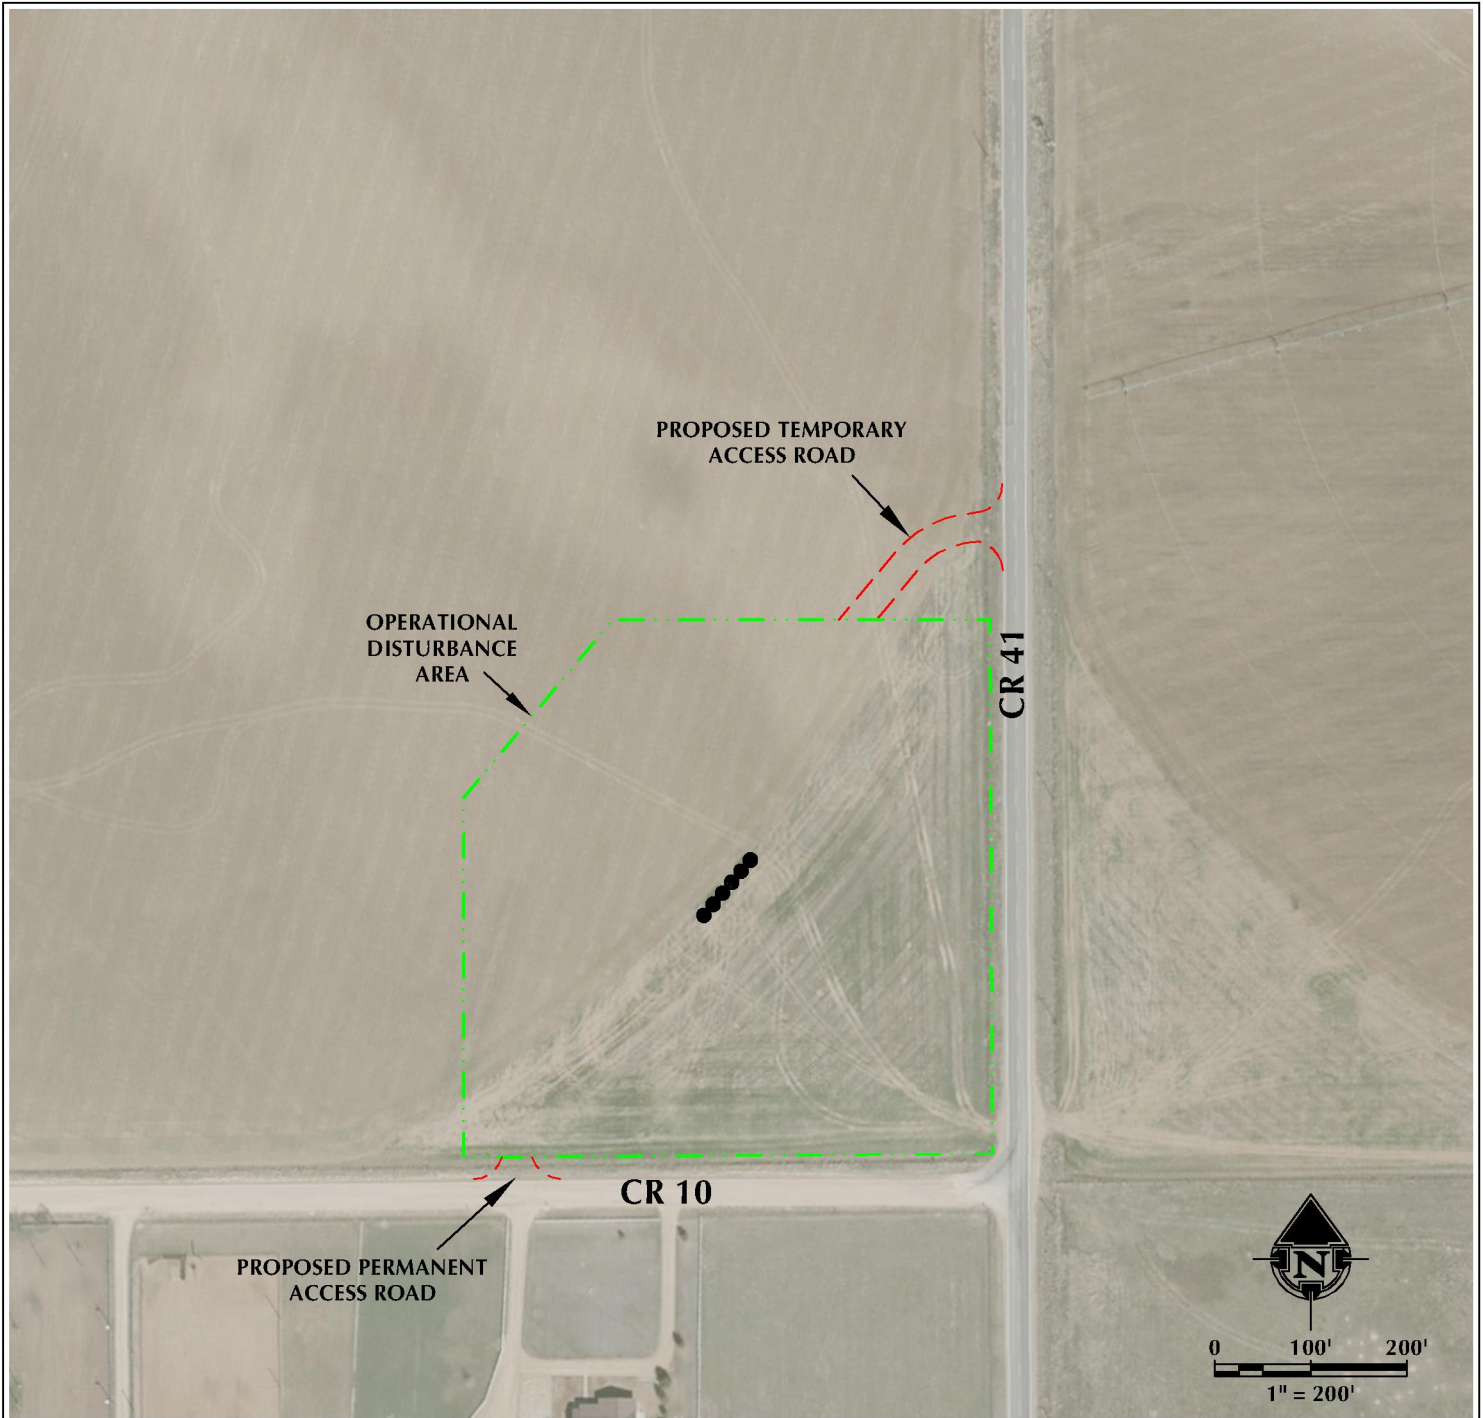 PROPOSED TEMPORARY
ACCESS ROAD
OPERATIONAL
DISTURBANCE
AREA
CR 41
CR 10
PROPOSED PERMANENT
ACCESS ROAD
N
0 100' 200'
1" = 200'